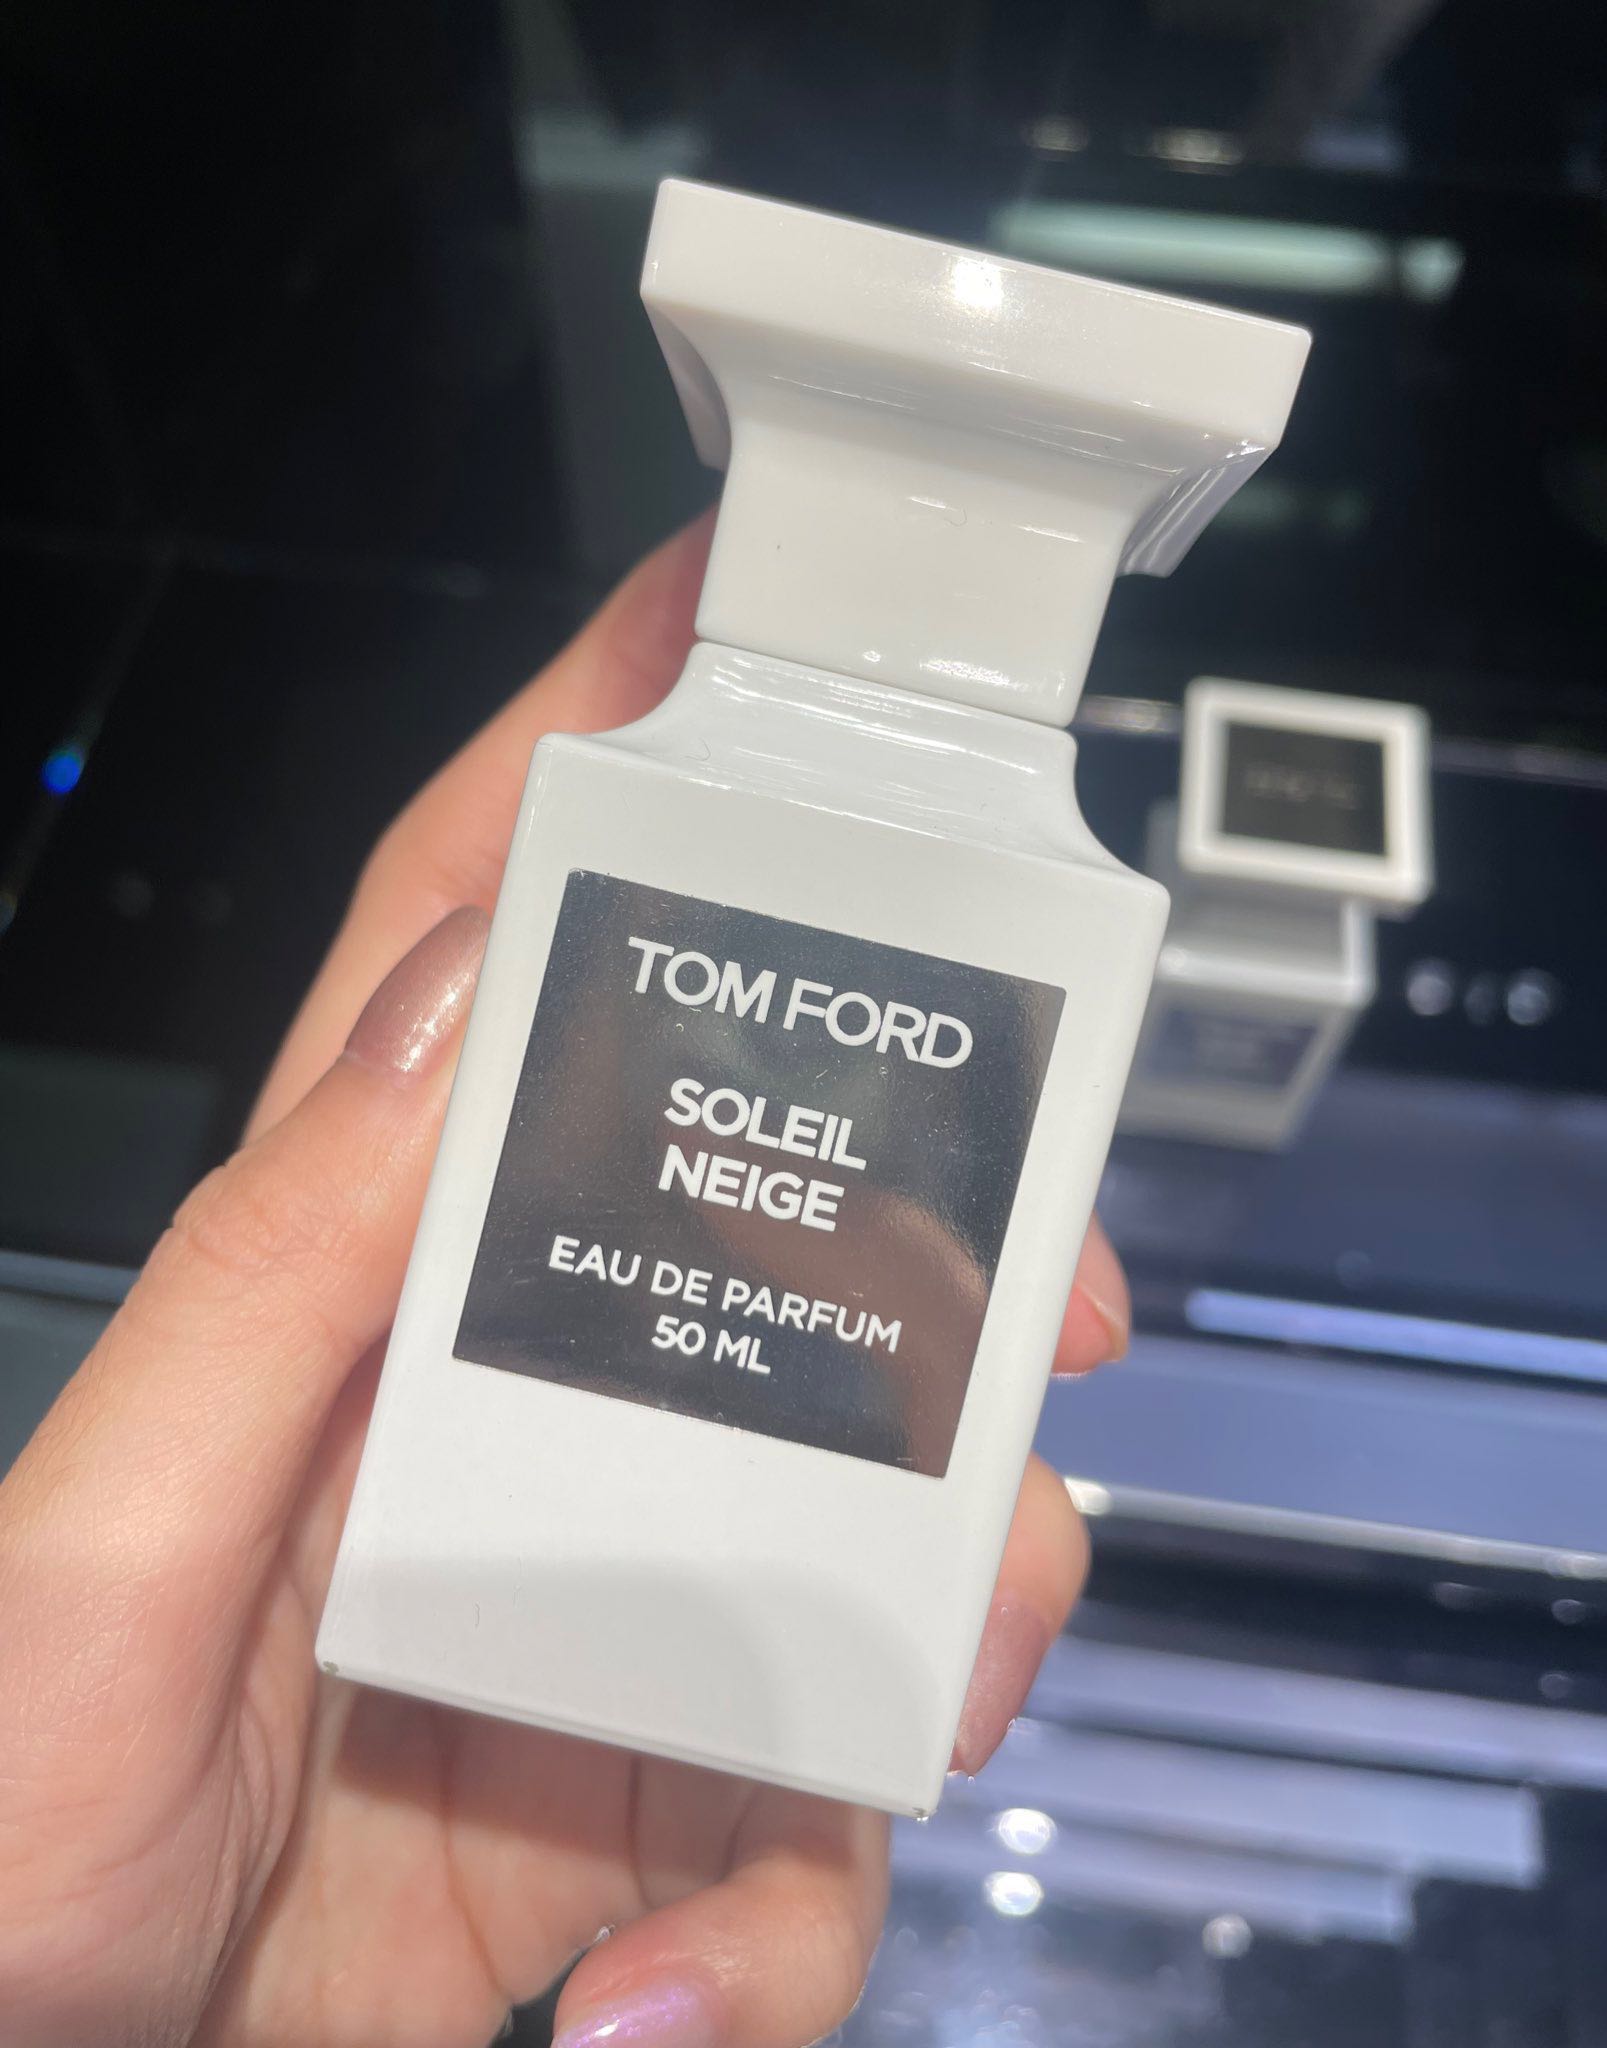 TOM FORD
SOLEIL
NEIGE
EAU DE PARFUM
50 ML